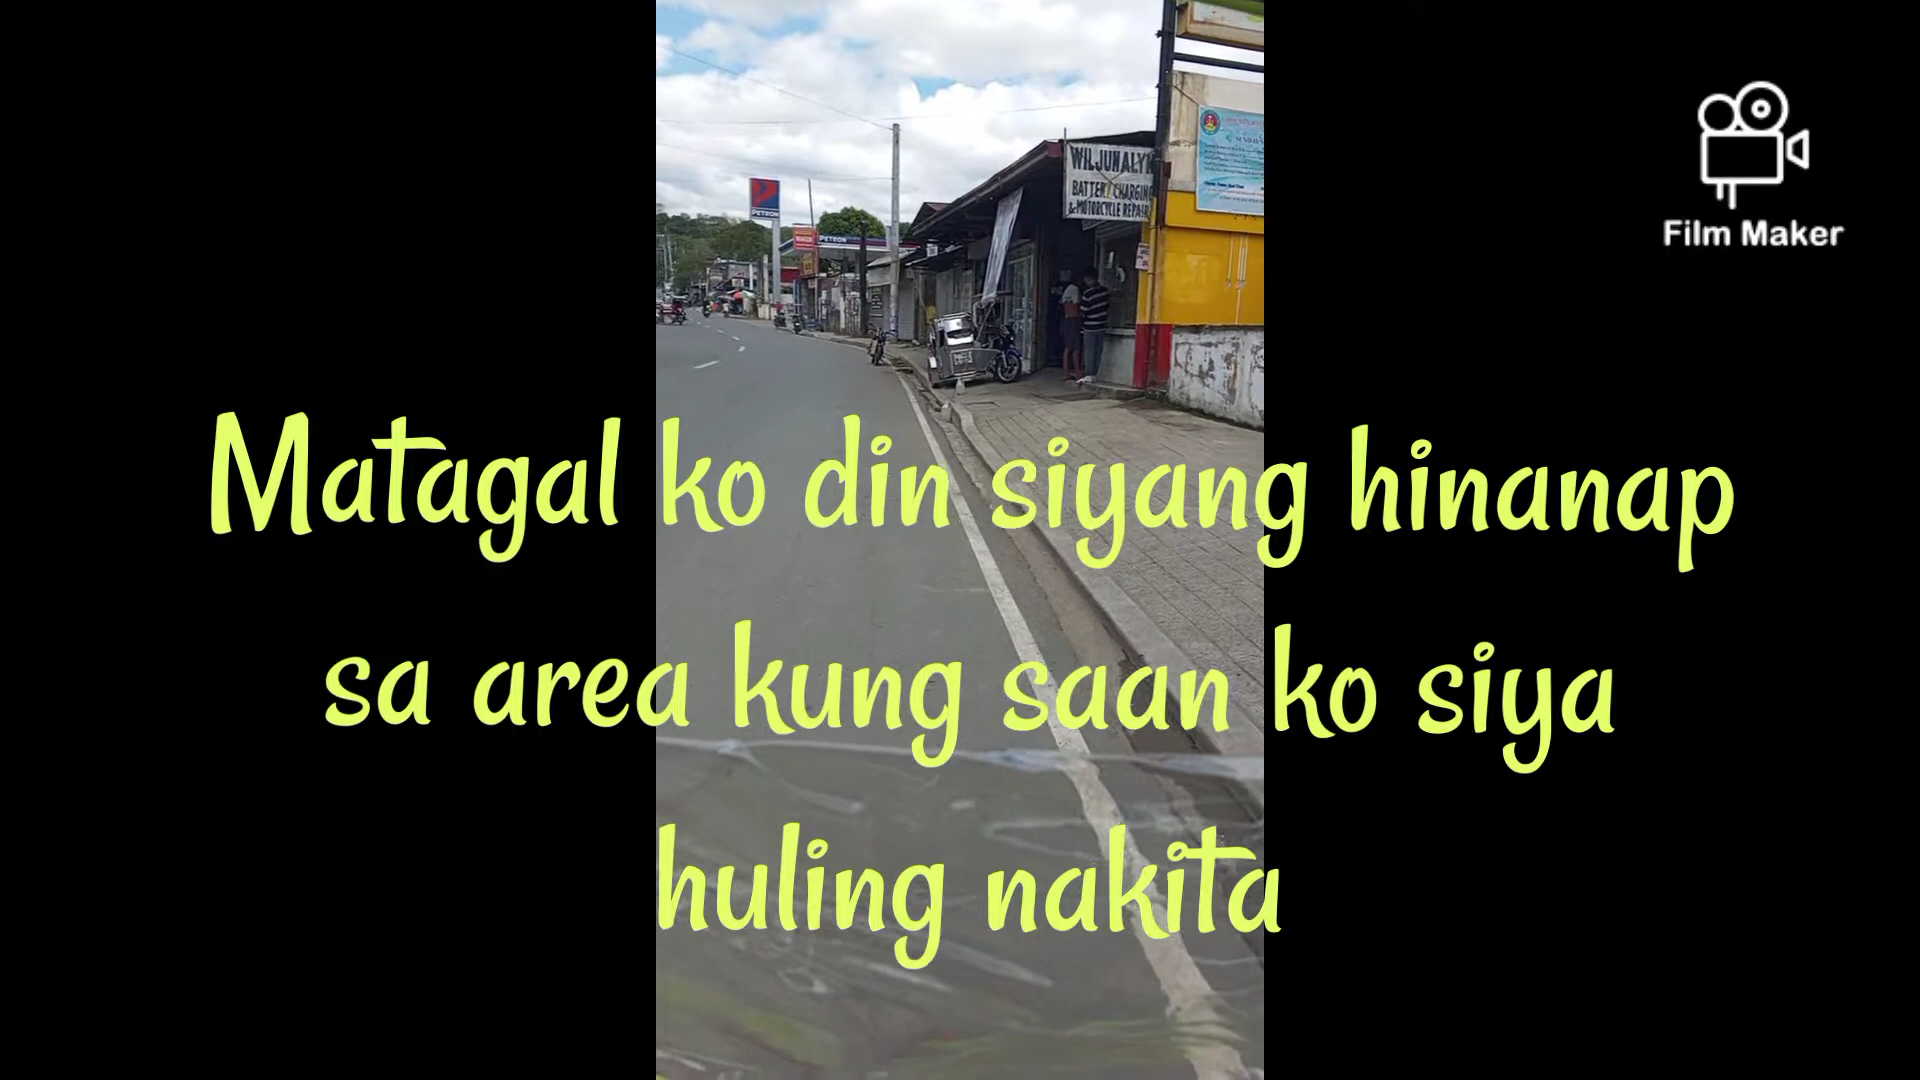 Film Maker
WILJUNALYN
BATTERY CHARGING
& MOTORCYCLE REPAIR
PETRON
PETRON
Matagal ko din siyang hinanap
sa area kung saan ko siya
huling nakita